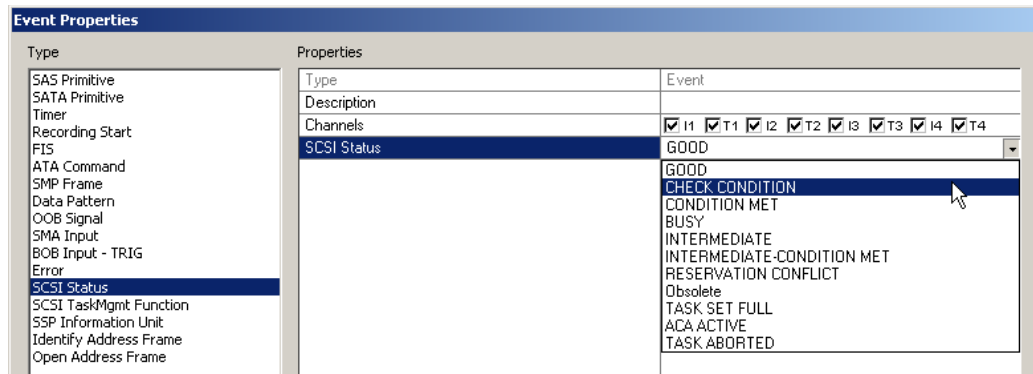 Event Properties
Type
SAS Primitive
SATA Primitive
Timer
Recording Start
FIS
ATA Command
SMP Frame
Data Pattern
OOB Signal
SMA Input
BOB Input - TRIG
Error
SCSI Status
SCSI TaskMgmt Function
SSP Information Unit
Identify Address Frame
Open Address Frame
Properties
Type Event
Description
Channels I1 T1 I2 T2 I3 T3 I4 T4
SCSI Status GOOD
GOOD
CHECK CONDITION
CONDITION MET
BUSY
INTERMEDIATE
INTERMEDIATE-CONDITION MET
RESERVATION CONFLICT
Obsolete
TASK SET FULL
ACA ACTIVE
TASK ABORTED